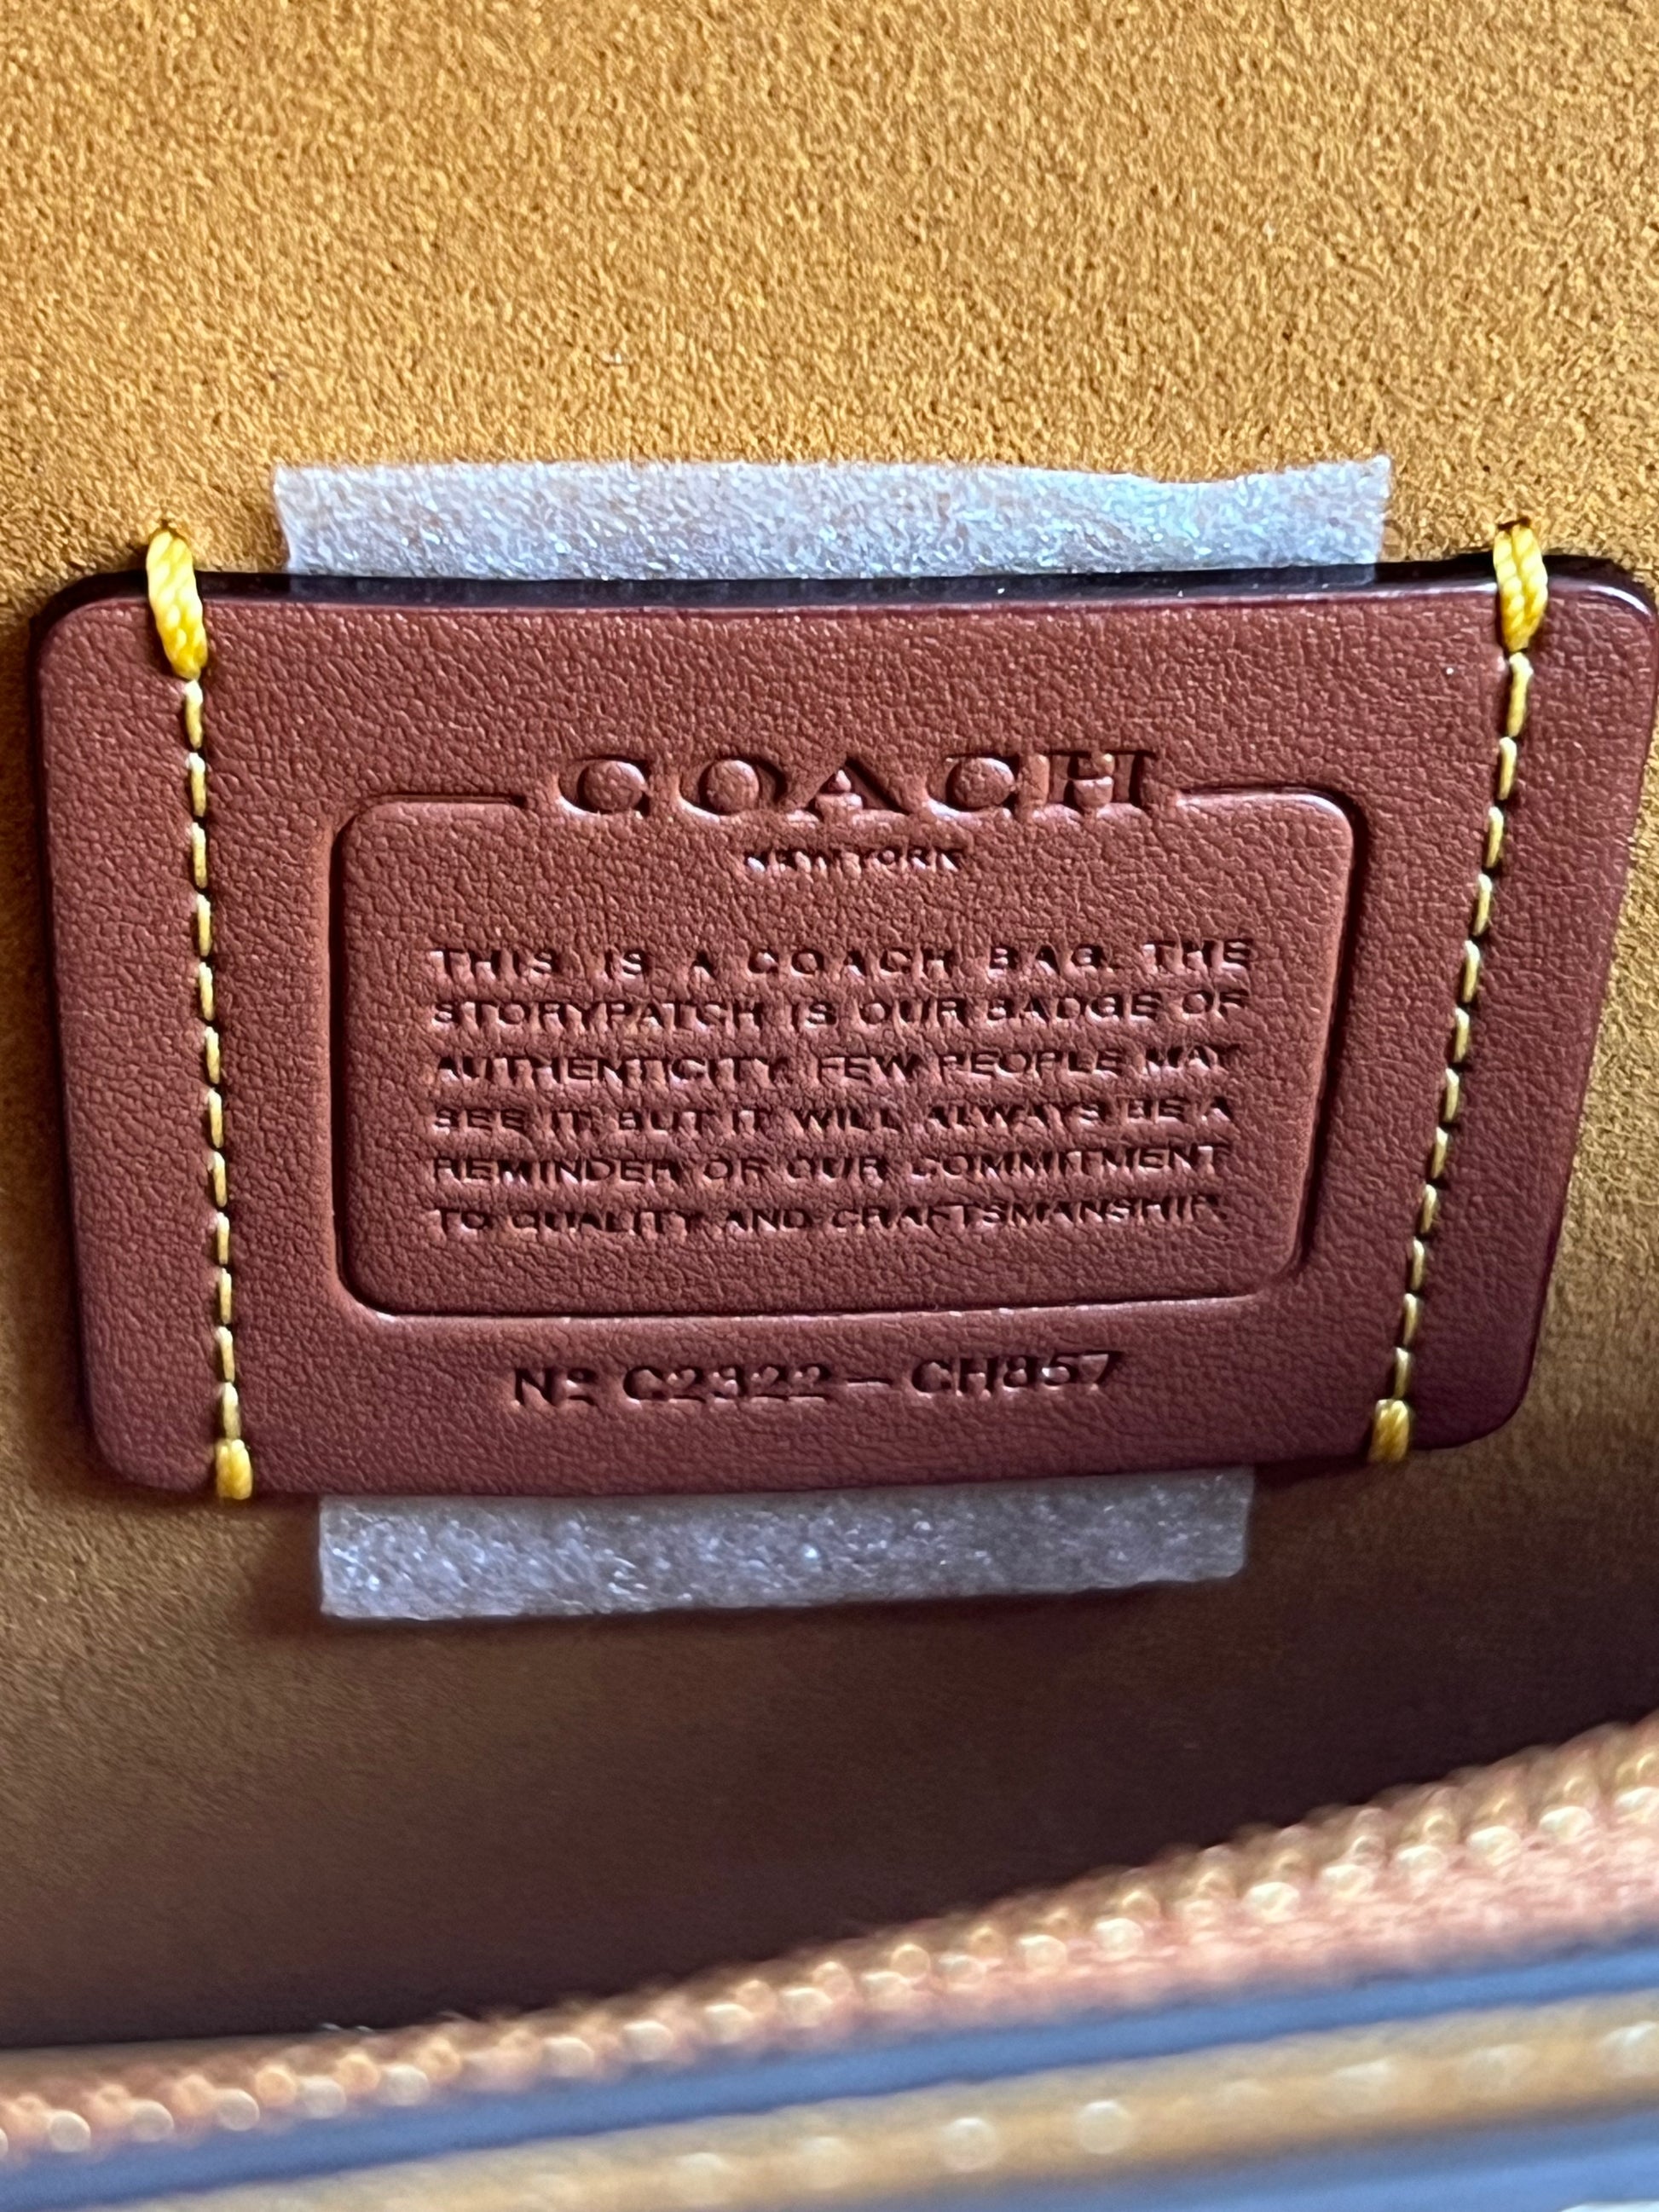 COACH
NEW YORK
THIS IS A COACH BAG. THE
STORYPATCH IS OUR BADGE OF
AUTHENTICITY. FEW PEOPLE MAY
SEE IT, BUT IT WILL ALWAYS BE A
REMINDER OF OUR COMMITMENT
TO QUALITY AND CRAFTSMANSHIP.
Nº C2322-CH857